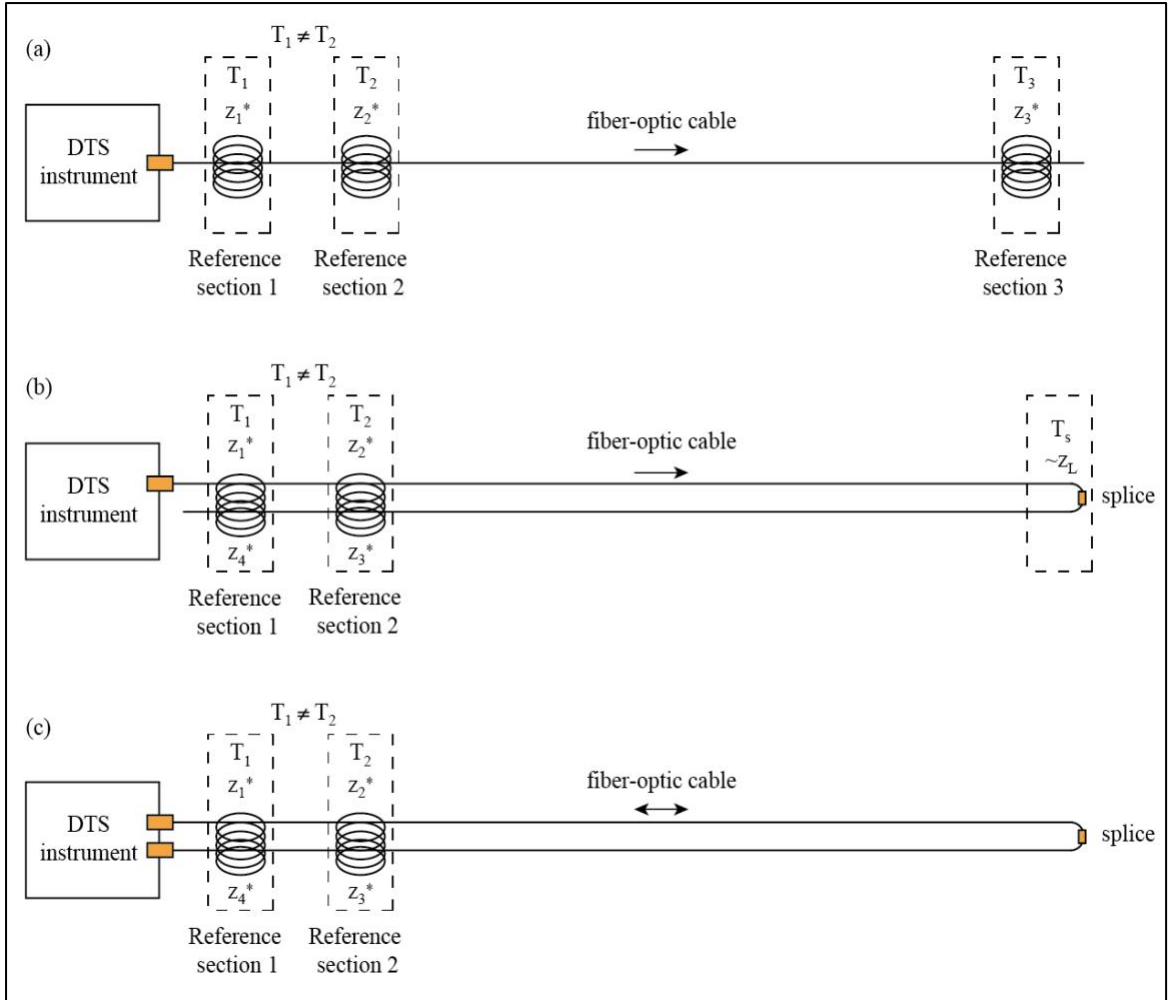 (a)
T₁ ≠ T₂
T₁
z₁*
T₂
z₂*
T₃
z₃*
DTS
instrument
fiber-optic cable
Reference
section 1
Reference
section 2
Reference
section 3
(b)
T₁ ≠ T₂
T₁
z₁*
T₂
z₂*
Tₛ
~z_L
DTS
instrument
fiber-optic cable
splice
z₄*
z₃*
Reference
section 1
Reference
section 2
(c)
T₁ ≠ T₂
T₁
z₁*
T₂
z₂*
DTS
instrument
fiber-optic cable
splice
z₄*
z₃*
Reference
section 1
Reference
section 2